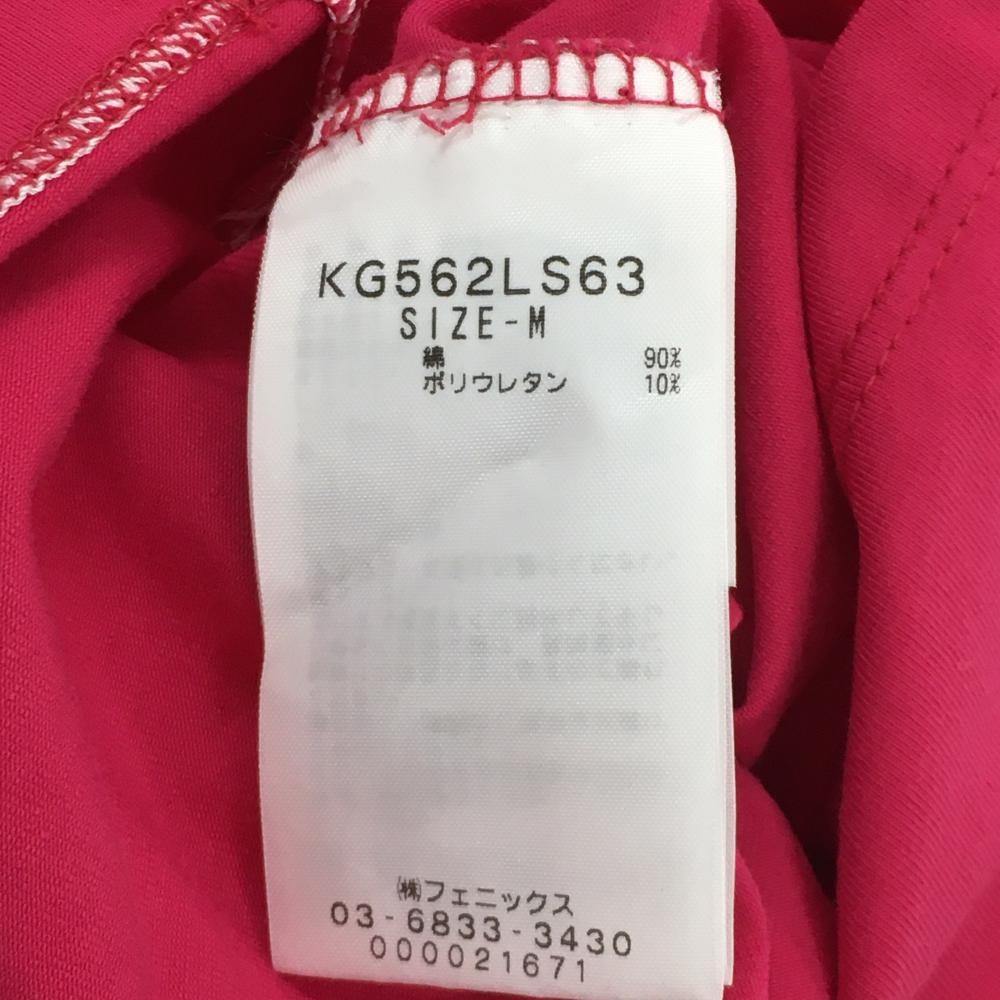 KG562LS63
SIZE-M
綿 90%
ポリウレタン 10%
㈱フェニックス
03-6833-3430
000021671